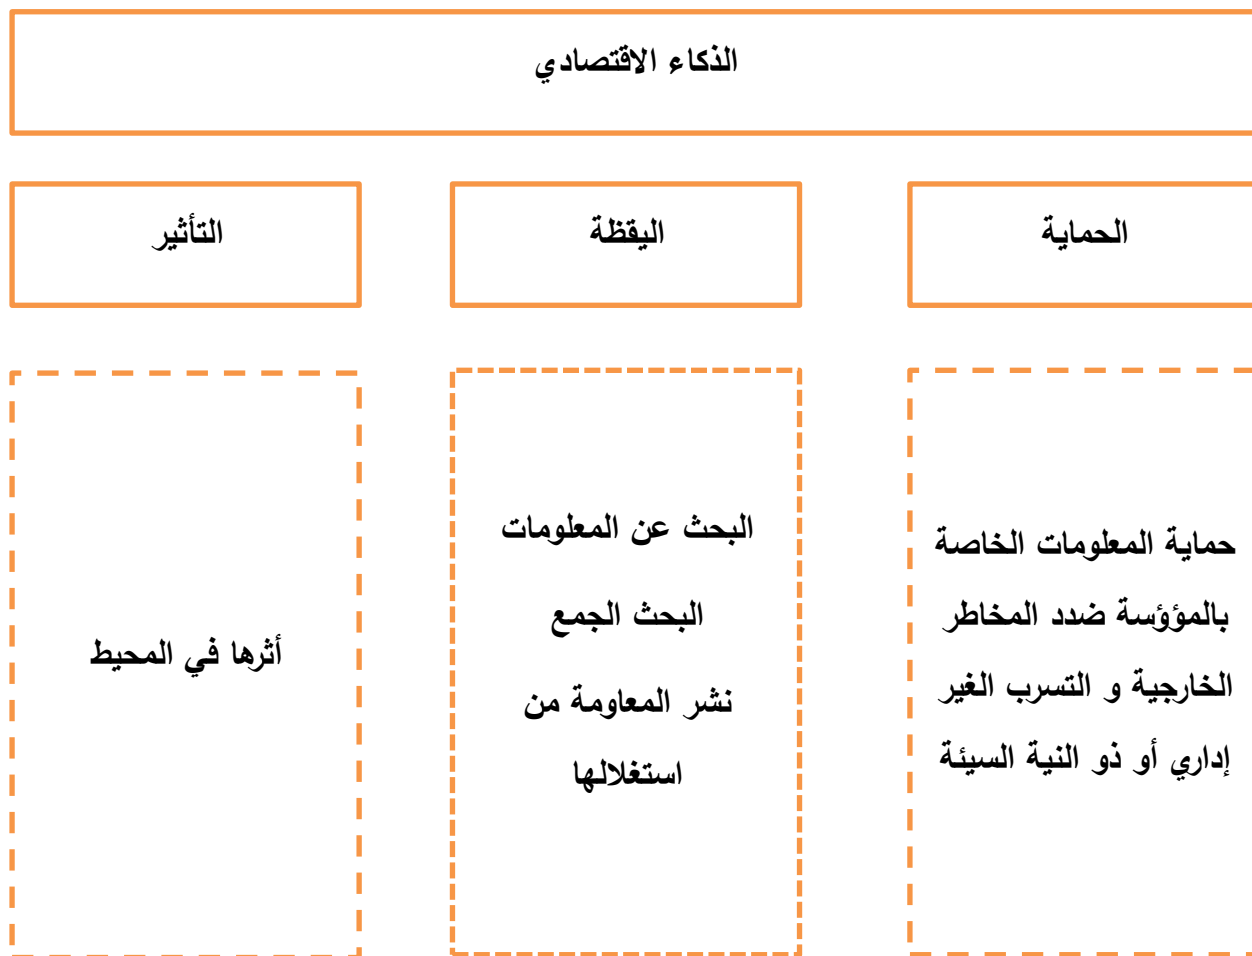 الذكاء الاقتصادي
الحماية
اليقظة
التأثير
حماية المعلومات الخاصة
بالمؤؤسة ضدد المخاطر
الخارجية و التسرب الغير
إداري أو ذو النية السيئة
البحث عن المعلومات
البحث الجمع
نشر المعاومة من
استغلالها
أثرها في المحيط